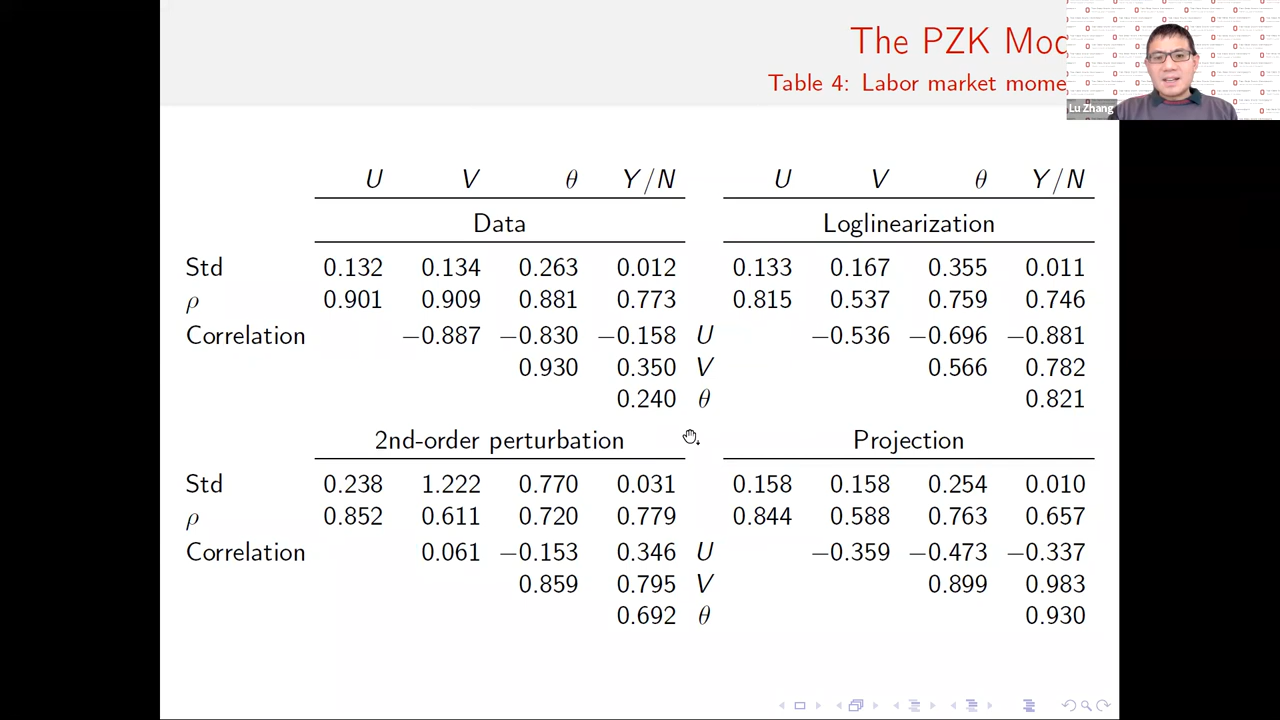 The PZK Mod
Table 4: Labor market mome
Lu Zhang
U V θ Y/N U V θ Y/N
Data Loglinearization
Std 0.132 0.134 0.263 0.012 0.133 0.167 0.355 0.011
ρ 0.901 0.909 0.881 0.773 0.815 0.537 0.759 0.746
Correlation −0.887 −0.830 −0.158 U −0.536 −0.696 −0.881
0.930 0.350 V 0.566 0.782
0.240 θ 0.821
2nd-order perturbation Projection
Std 0.238 1.222 0.770 0.031 0.158 0.158 0.254 0.010
ρ 0.852 0.611 0.720 0.779 0.844 0.588 0.763 0.657
Correlation 0.061 −0.153 0.346 U −0.359 −0.473 −0.337
0.859 0.795 V 0.899 0.983
0.692 θ 0.930